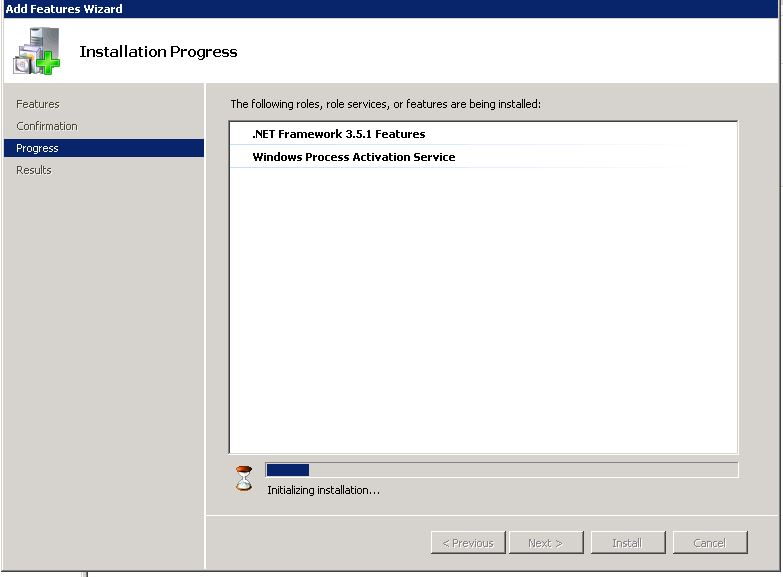 Add Features Wizard
Installation Progress
Features
Confirmation
Progress
Results
The following roles, role services, or features are being installed:
.NET Framework 3.5.1 Features
Windows Process Activation Service
Initializing installation...
< Previous
Next >
Install
Cancel